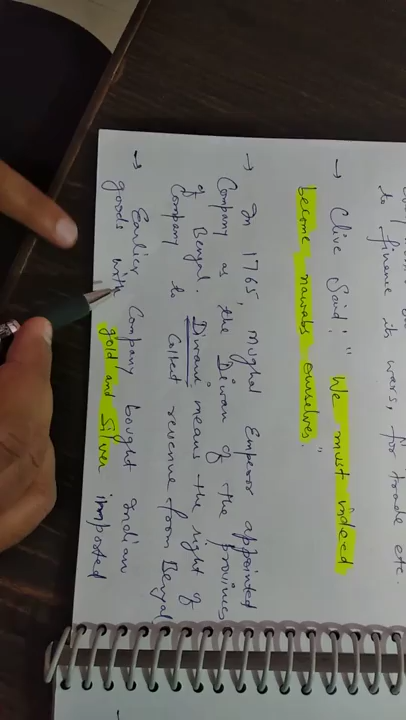 to finance its wars, for trade etc.
→ Clive Said: "We must indeed
become nawabs ourselves."
→ In 1765, Mughal Emperor appointed
Company as the Diwan of the provinces
of Bengal. Diwani means the right of
Company to Collect revenue from Bengal
→ Earlier Company bought Indian
goods with gold and Silver imported